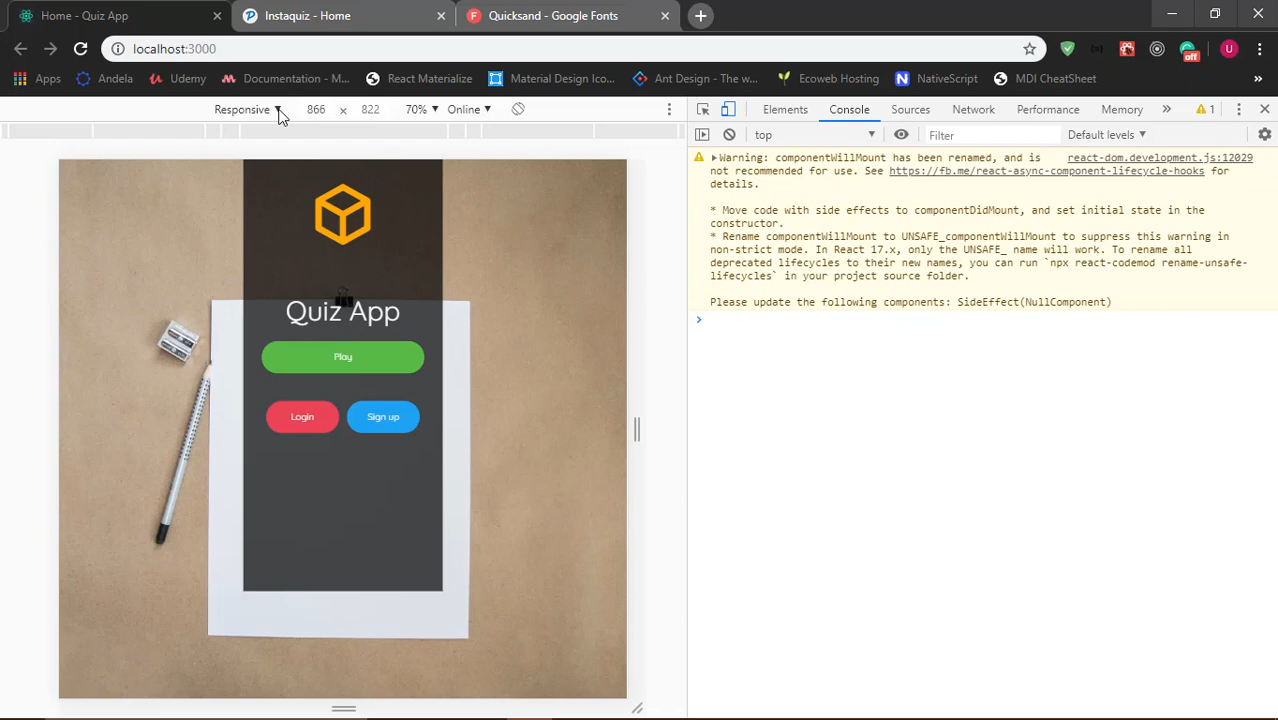 Home - Quiz App
Instaquiz - Home
Quicksand - Google Fonts
localhost:3000
U
off
Apps
Andela
Udemy
Documentation - M...
React Materialize
Material Design Ico...
Ant Design - The w...
Ecoweb Hosting
NativeScript
MDI CheatSheet
»
Responsive 866 × 822 70% Online
Elements Console Sources Network Performance Memory » 1
top Filter Default levels
Warning: componentWillMount has been renamed, and is react-dom.development.js:12029
not recommended for use. See https://fb.me/react-async-component-lifecycle-hooks for
details.
* Move code with side effects to componentDidMount, and set initial state in the
constructor.
* Rename componentWillMount to UNSAFE_componentWillMount to suppress this warning in
non-strict mode. In React 17.x, only the UNSAFE_ name will work. To rename all
deprecated lifecycles to their new names, you can run `npx react-codemod rename-unsafe-
lifecycles` in your project source folder.
Please update the following components: SideEffect(NullComponent)
Quiz App
Play
Login
Sign up